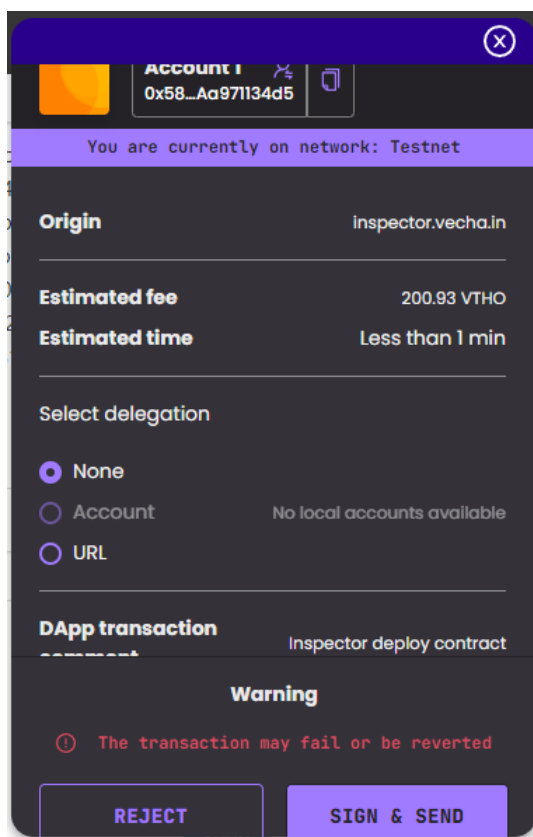 Account 1
0x58...Aa971134d5
You are currently on network: Testnet
Origin
inspector.vecha.in
Estimated fee
200.93 VTHO
Estimated time
Less than 1 min
Select delegation
None
Account
No local accounts available
URL
DApp transaction
comment
Inspector deploy contract
Warning
The transaction may fail or be reverted
REJECT
SIGN & SEND